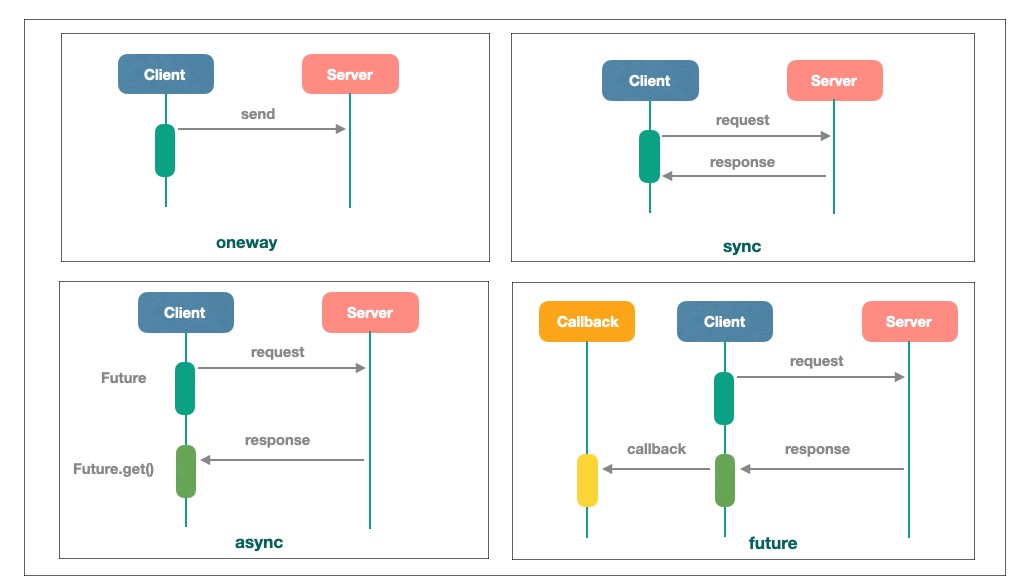 Client
Server
send
oneway
Client
Server
request
response
sync
Client
Server
request
Future
response
Future.get()
async
Callback
Client
Server
request
callback
response
future